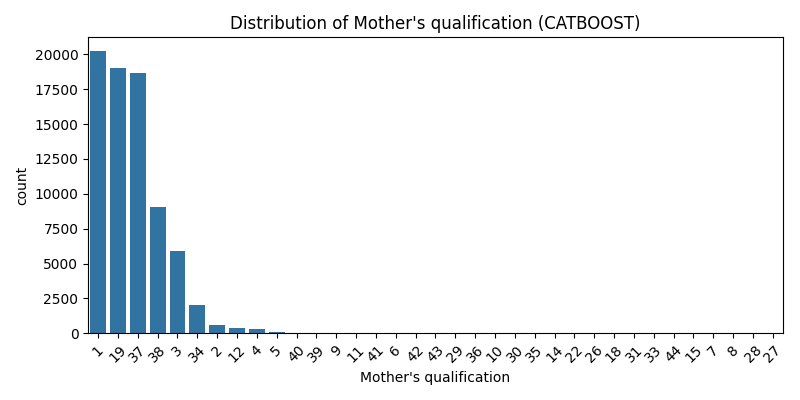 Distribution of Mother's qualification (CATBOOST)
20000
17500
15000
12500
10000
7500
5000
2500
0
count
1 19 37 38 3 34 2 12 4 5 40 39 9 11 41 6 42 43 29 36 10 30 35 14 22 26 18 31 33 44 15 7 8 28 27
Mother's qualification